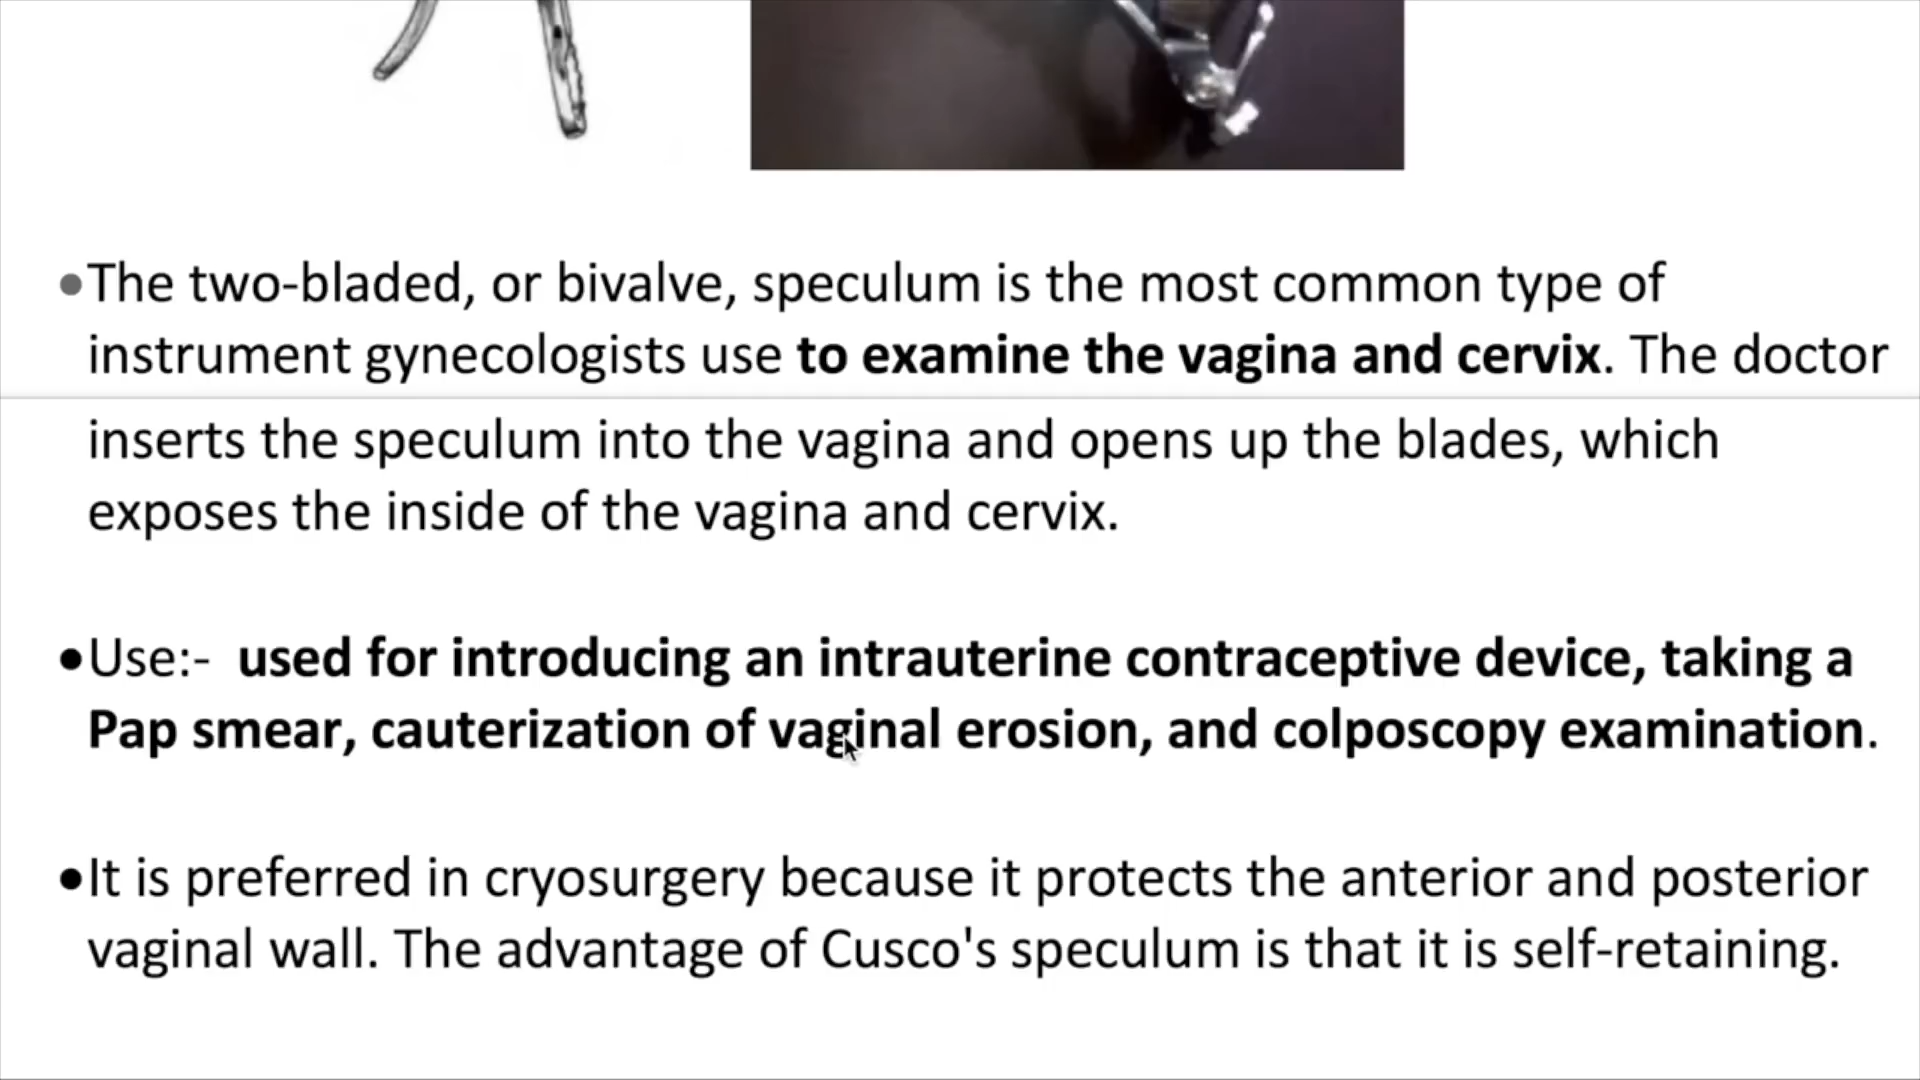 •The two-bladed, or bivalve, speculum is the most common type of
instrument gynecologists use to examine the vagina and cervix. The doctor
inserts the speculum into the vagina and opens up the blades, which
exposes the inside of the vagina and cervix.
•Use:- used for introducing an intrauterine contraceptive device, taking a
Pap smear, cauterization of vaginal erosion, and colposcopy examination.
•It is preferred in cryosurgery because it protects the anterior and posterior
vaginal wall. The advantage of Cusco's speculum is that it is self-retaining.